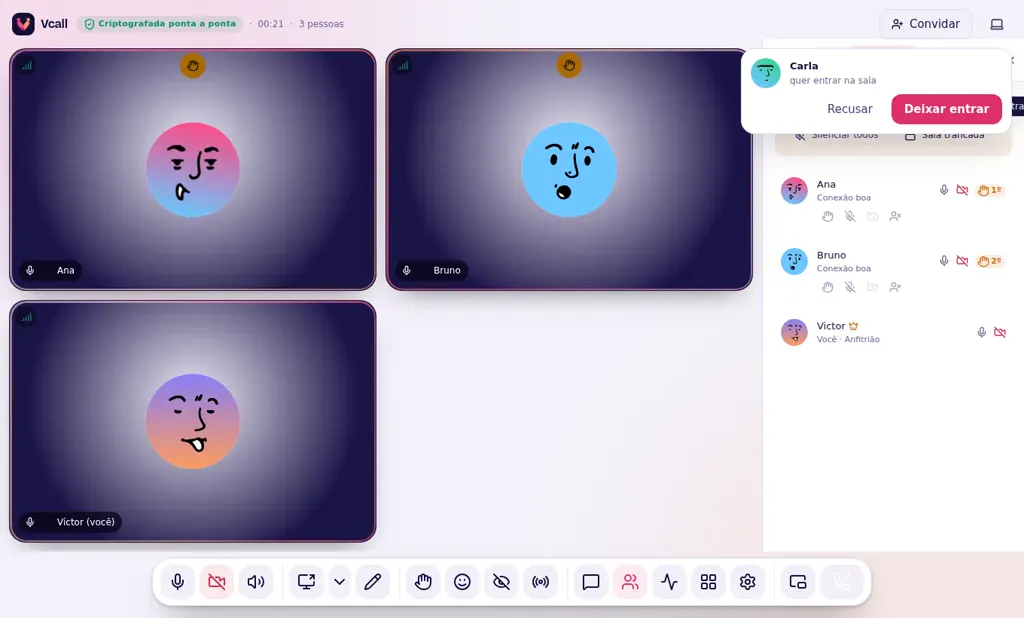 Vcall
Criptografada ponta a ponta · 00:21 · 3 pessoas
Convidar
Carla
quer entrar na sala
Recusar
Deixar entrar
Silenciar todos
Sala trancada
Ana
Conexão boa
1º
Bruno
Conexão boa
2º
Victor
Você · Anfitrião
Ana
Bruno
Victor (você)